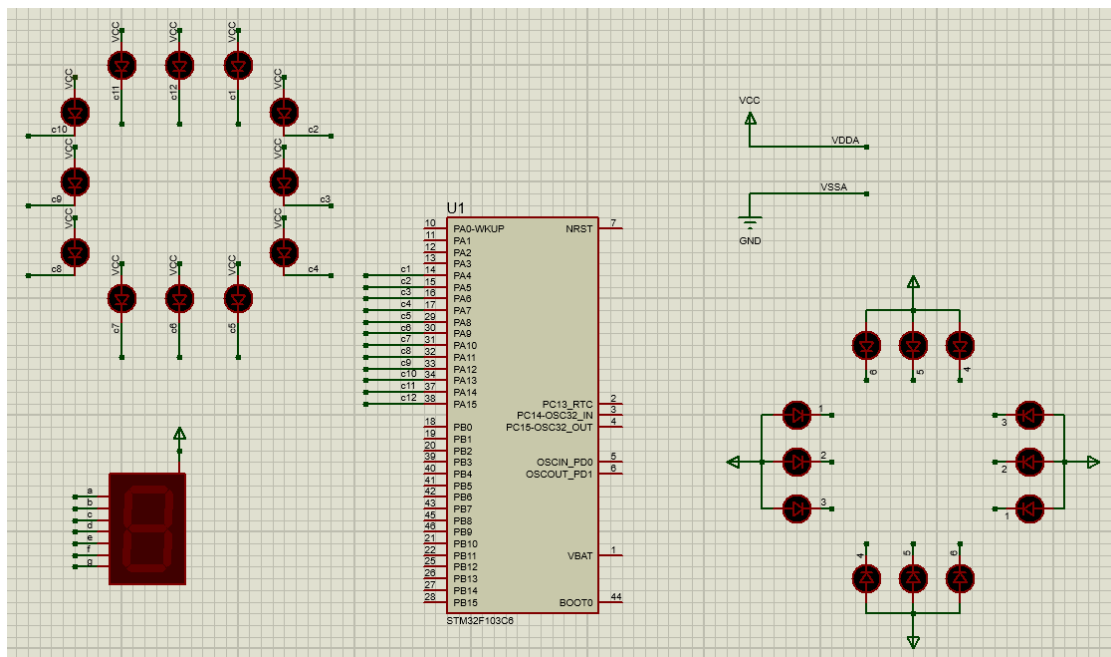 VCC VCC VCC
c11 c12 c1
VCC VCC
c10 c2
VCC VCC
c9 c3
VCC VCC
c8 c4
VCC VCC VCC
c7 c6 c5
a
b
c
d
e
f
g
U1
c1
c2
c3
c4
c5
c6
c7
c8
c9
c10
c11
c12
10 PA0-WKUP
11 PA1
12 PA2
13 PA3
14 PA4
15 PA5
16 PA6
17 PA7
29 PA8
30 PA9
31 PA10
32 PA11
33 PA12
34 PA13
37 PA14
38 PA15
18 PB0
19 PB1
20 PB2
39 PB3
40 PB4
41 PB5
42 PB6
43 PB7
45 PB8
46 PB9
21 PB10
22 PB11
25 PB12
26 PB13
27 PB14
28 PB15
NRST 7
PC13_RTC 2
PC14-OSC32_IN 3
PC15-OSC32_OUT 4
OSCIN_PD0 5
OSCOUT_PD1 6
VBAT 1
BOOT0 44
STM32F103C6
VCC
VDDA
VSSA
GND
6 5 4
1
2
3
3
2
1
4 5 6